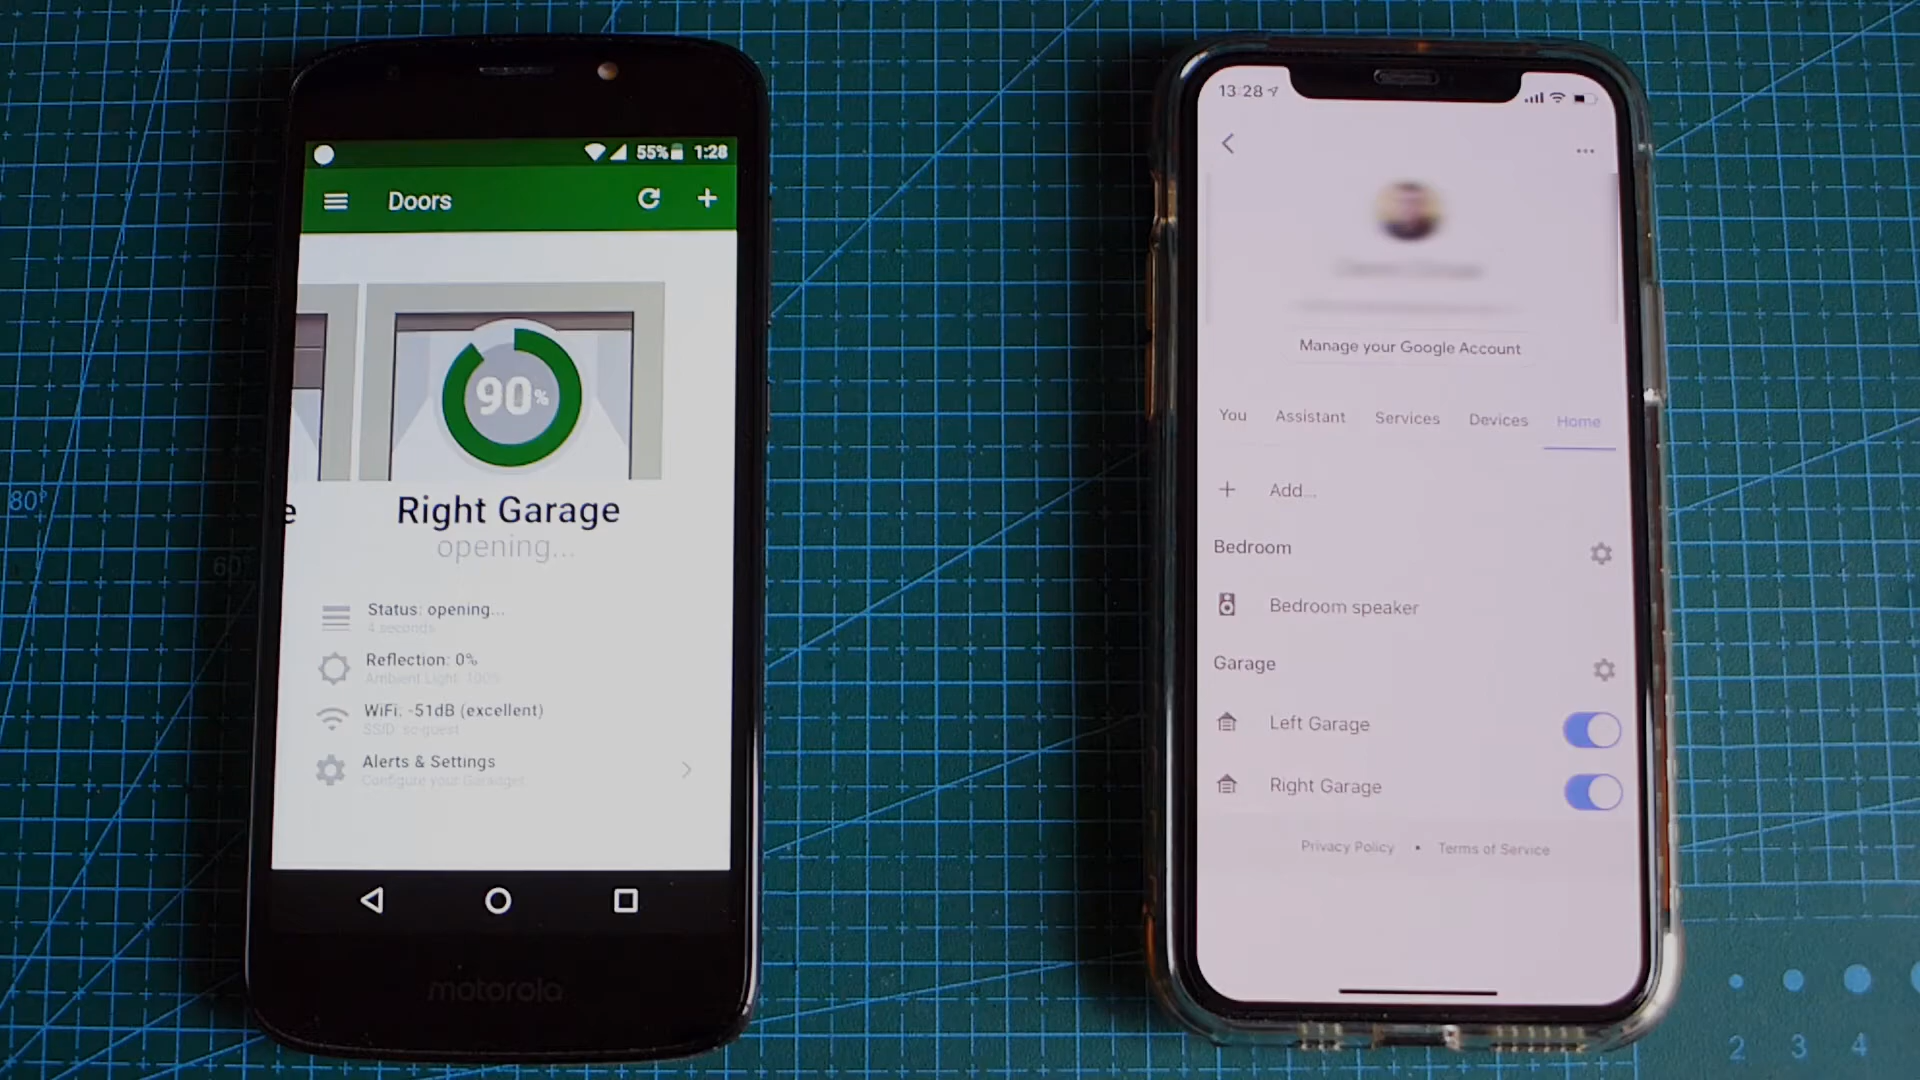 55% 1:28
Doors
90%
e
Right Garage
opening...
Status: opening...
4 seconds
Reflection: 0%
Ambient Light: 100%
WiFi: -51dB (excellent)
SSID: sc-guest
Alerts & Settings
Configure your Garadget
motorola
13:28
Manage your Google Account
You Assistant Services Devices Home
+ Add...
Bedroom
Bedroom speaker
Garage
Left Garage
Right Garage
Privacy Policy • Terms of Service
80°
60°
2 3 4